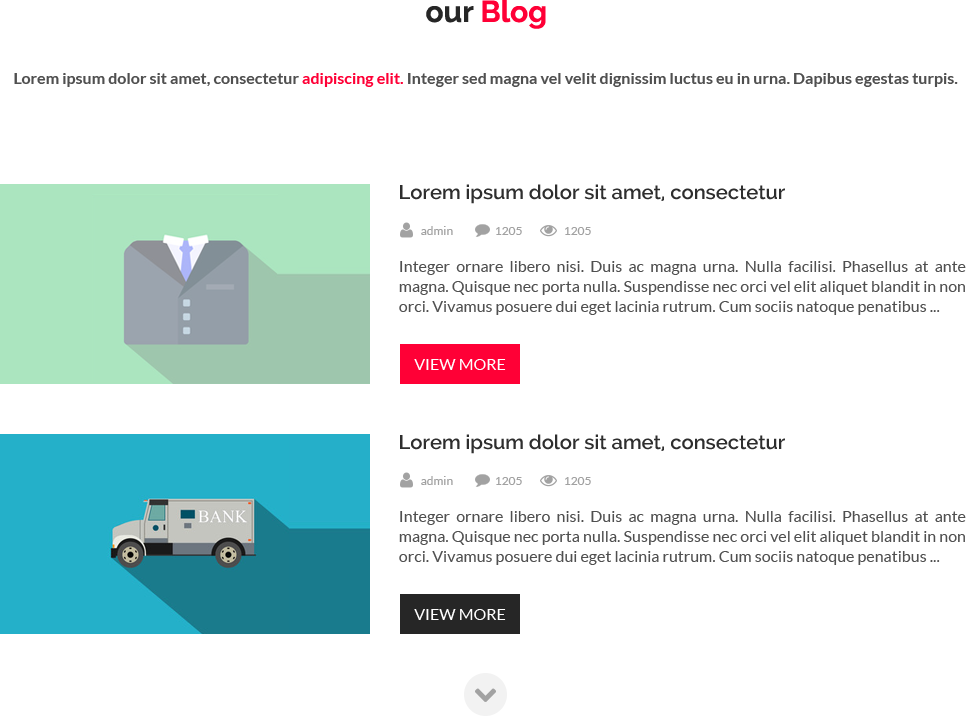 our Blog
Lorem ipsum dolor sit amet, consectetur adipiscing elit. Integer sed magna vel velit dignissim luctus eu in urna. Dapibus egestas turpis.
Lorem ipsum dolor sit amet, consectetur
admin 1205 1205
Integer ornare libero nisi. Duis ac magna urna. Nulla facilisi. Phasellus at ante
magna. Quisque nec porta nulla. Suspendisse nec orci vel elit aliquet blandit in non
orci. Vivamus posuere dui eget lacinia rutrum. Cum sociis natoque penatibus ...
VIEW MORE
BANK
Lorem ipsum dolor sit amet, consectetur
admin 1205 1205
Integer ornare libero nisi. Duis ac magna urna. Nulla facilisi. Phasellus at ante
magna. Quisque nec porta nulla. Suspendisse nec orci vel elit aliquet blandit in non
orci. Vivamus posuere dui eget lacinia rutrum. Cum sociis natoque penatibus ...
VIEW MORE